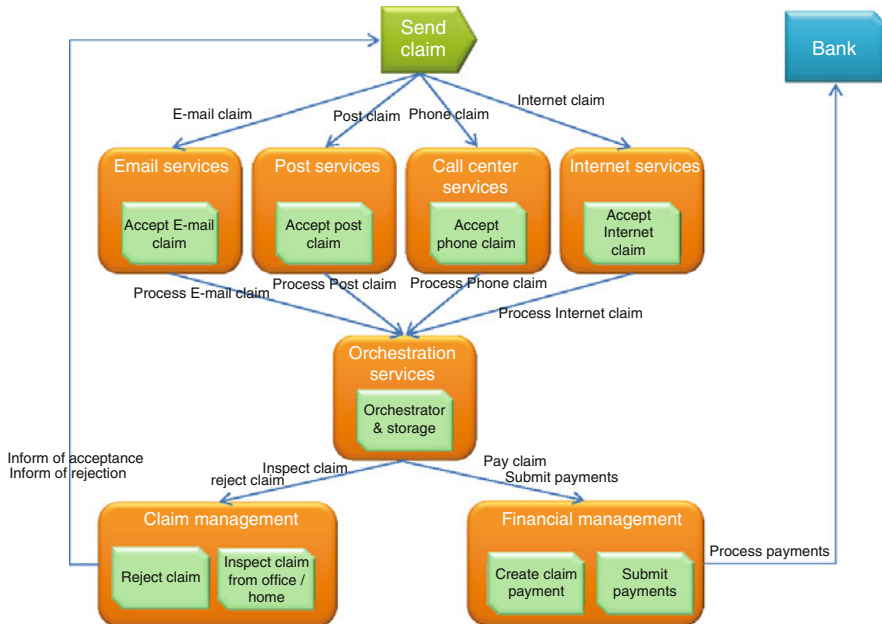 Send
claim
Bank
E-mail claim
Post claim
Phone claim
Internet claim
Email services
Accept E-mail
claim
Post services
Accept post
claim
Call center
services
Accept
phone claim
Internet services
Accept
Internet
claim
Process E-mail claim
Process Post claim
Process Phone claim
Process Internet claim
Orchestration
services
Orchestrator
& storage
Inform of acceptance
Inform of rejection
Inspect claim
reject claim
Pay claim
Submit payments
Claim management
Reject claim
Inspect claim
from office /
home
Financial management
Create claim
payment
Submit
payments
Process payments